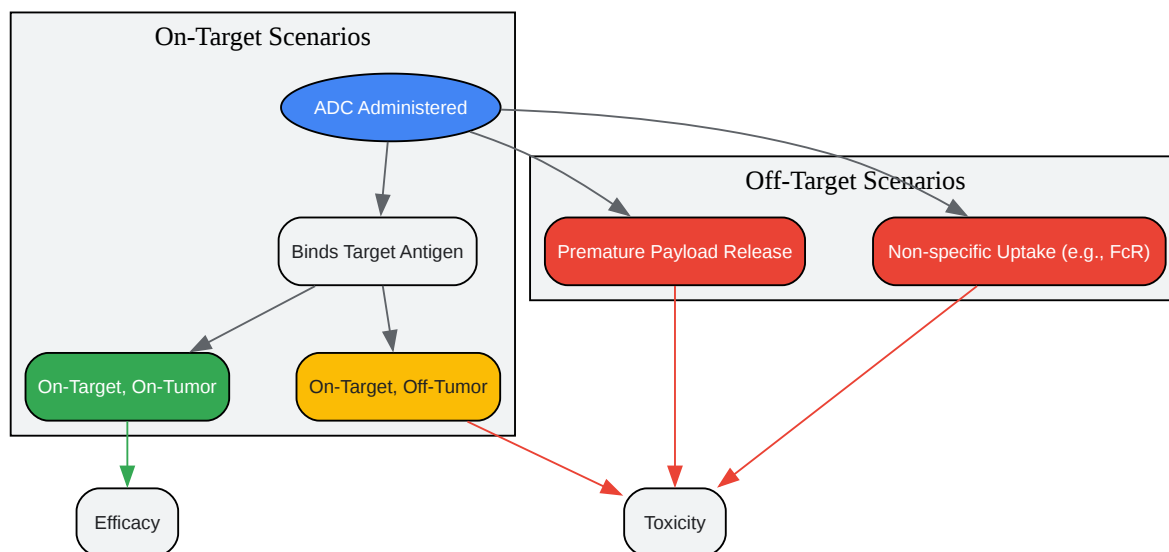 On-Target Scenarios
ADC Administered
Off-Target Scenarios
Binds Target Antigen
Premature Payload Release
Non-specific Uptake (e.g., FcR)
On-Target, On-Tumor
On-Target, Off-Tumor
Efficacy
Toxicity